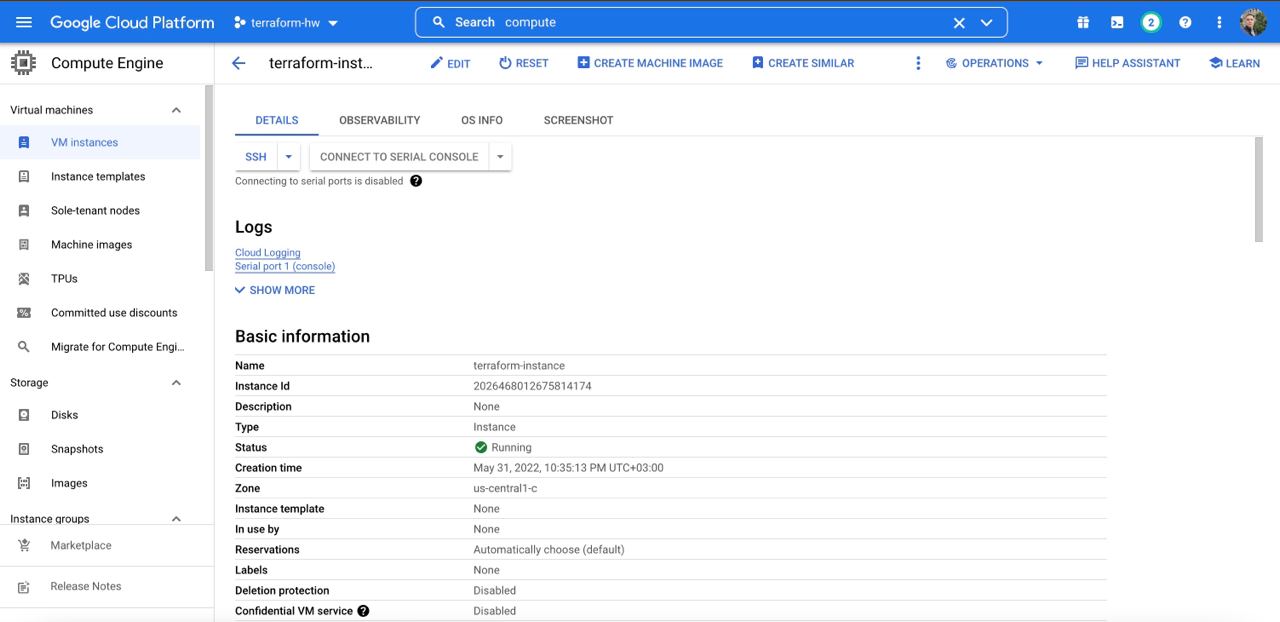 Google Cloud Platform
terraform-hw
Search compute
2
Compute Engine
terraform-inst...
EDIT
RESET
CREATE MACHINE IMAGE
CREATE SIMILAR
OPERATIONS
HELP ASSISTANT
LEARN
Virtual machines
VM instances
Instance templates
Sole-tenant nodes
Machine images
TPUs
Committed use discounts
Migrate for Compute Engi...
Storage
Disks
Snapshots
Images
Instance groups
Marketplace
Release Notes
DETAILS
OBSERVABILITY
OS INFO
SCREENSHOT
SSH
CONNECT TO SERIAL CONSOLE
Connecting to serial ports is disabled
Logs
Cloud Logging
Serial port 1 (console)
SHOW MORE
Basic information
Name terraform-instance
Instance Id 2026468012675814174
Description None
Type Instance
Status Running
Creation time May 31, 2022, 10:35:13 PM UTC+03:00
Zone us-central1-c
Instance template None
In use by None
Reservations Automatically choose (default)
Labels None
Deletion protection Disabled
Confidential VM service Disabled